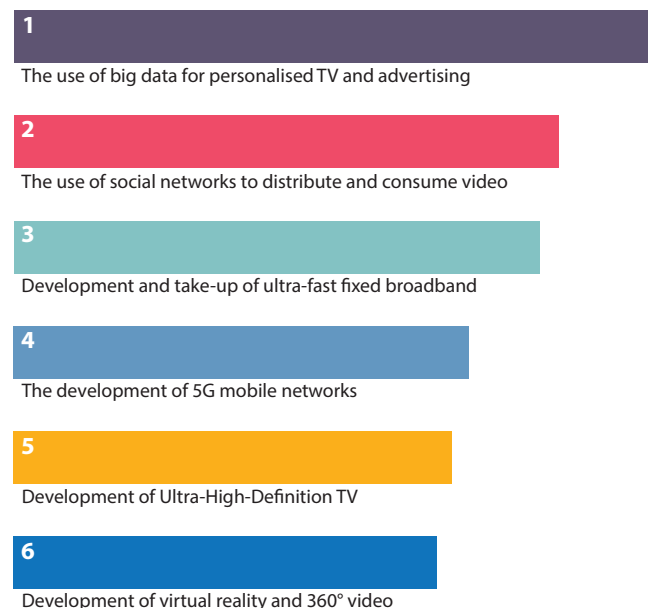 1
The use of big data for personalised TV and advertising
2
The use of social networks to distribute and consume video
3
Development and take-up of ultra-fast fixed broadband
4
The development of 5G mobile networks
5
Development of Ultra-High-Definition TV
6
Development of virtual reality and 360° video